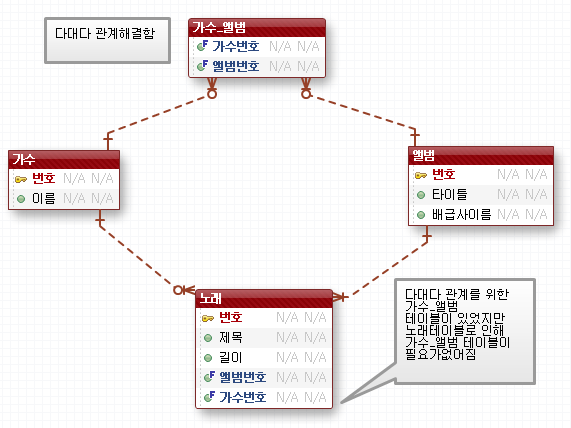 다대다 관계해결함
가수_앨범
가수번호 N/A N/A
앨범번호 N/A N/A
가수
번호 N/A N/A
이름 N/A N/A
앨범
번호 N/A N/A
타이틀 N/A N/A
배급사이름 N/A N/A
노래
번호 N/A N/A
제목 N/A N/A
길이 N/A N/A
앨범번호 N/A N/A
가수번호 N/A N/A
다대다 관계를 위한
가수_앨범
테이블이 있었지만
노래테이블로 인해
가수_앨범 테이블이
필요가없어짐